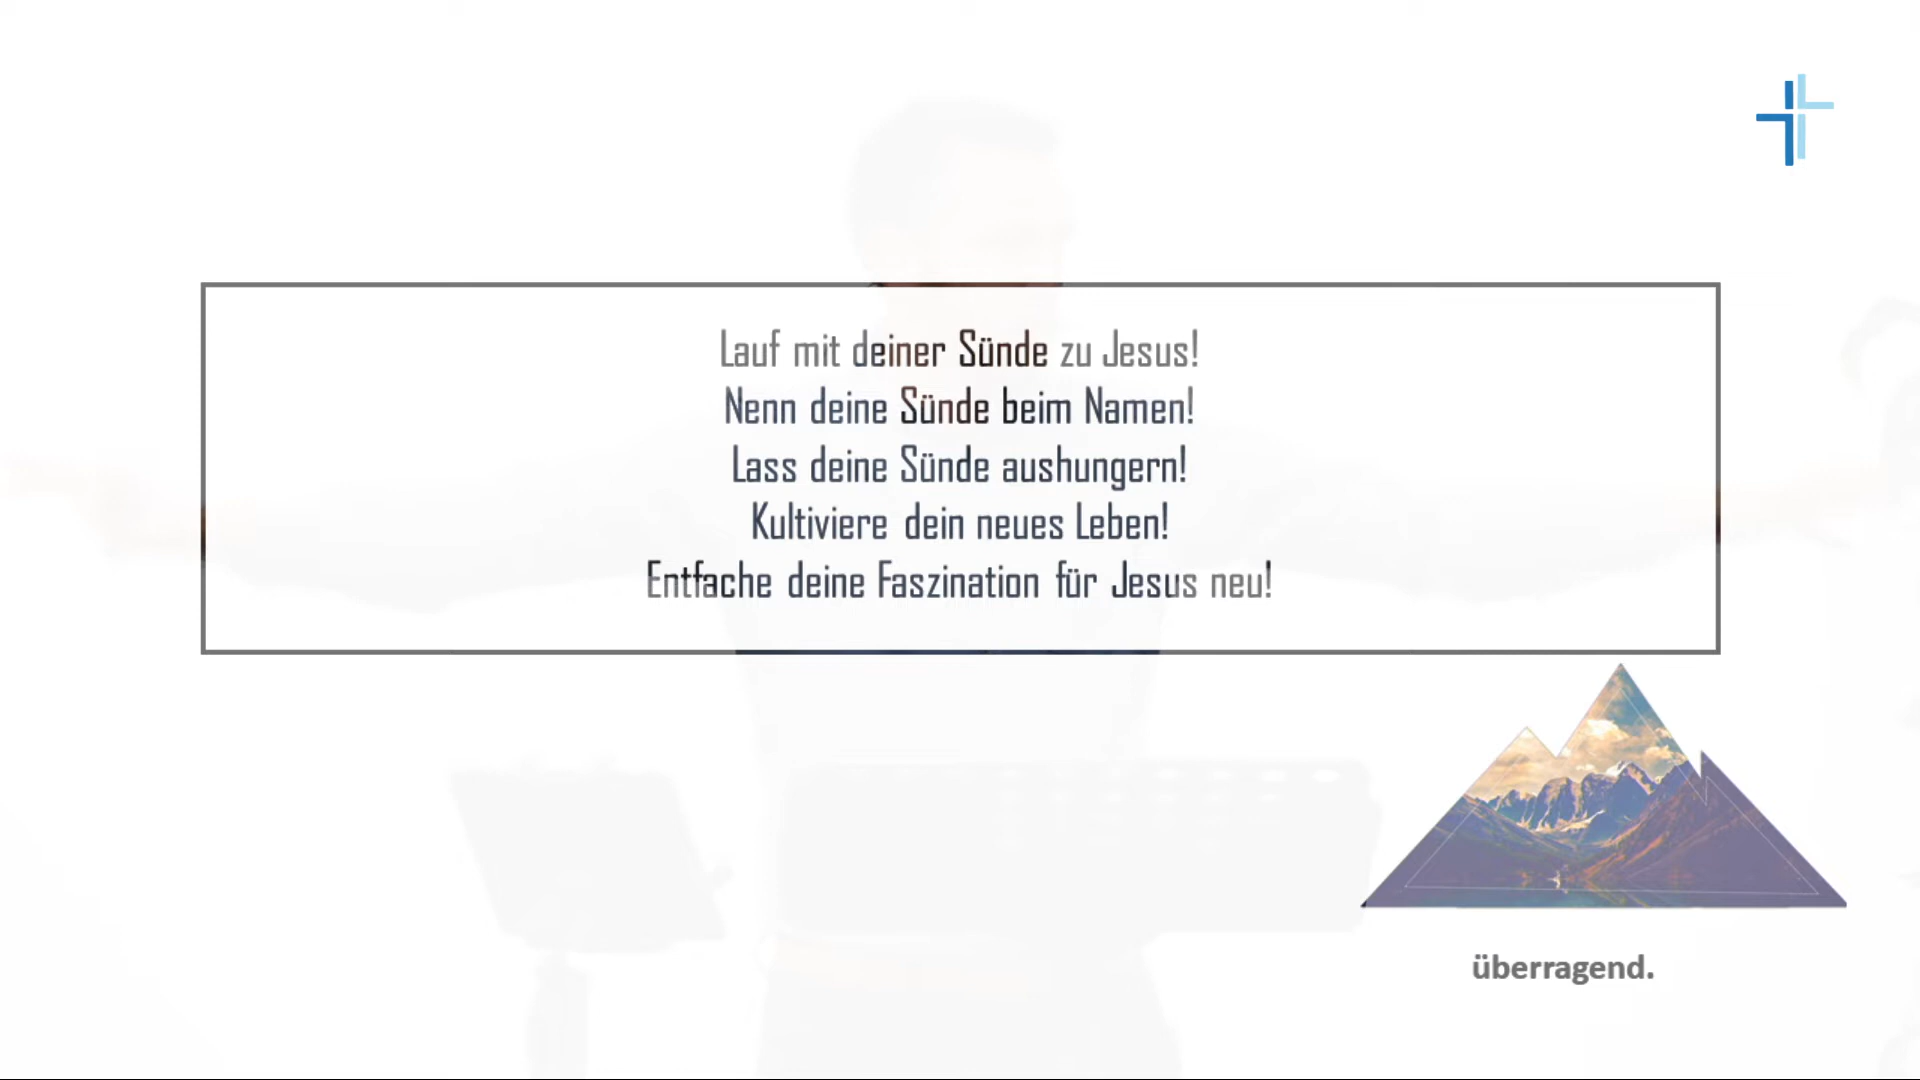 Lauf mit deiner Sünde zu Jesus!
Nenn deine Sünde beim Namen!
Lass deine Sünde aushungern!
Kultiviere dein neues Leben!
Entfache deine Faszination für Jesus neu!
überragend.